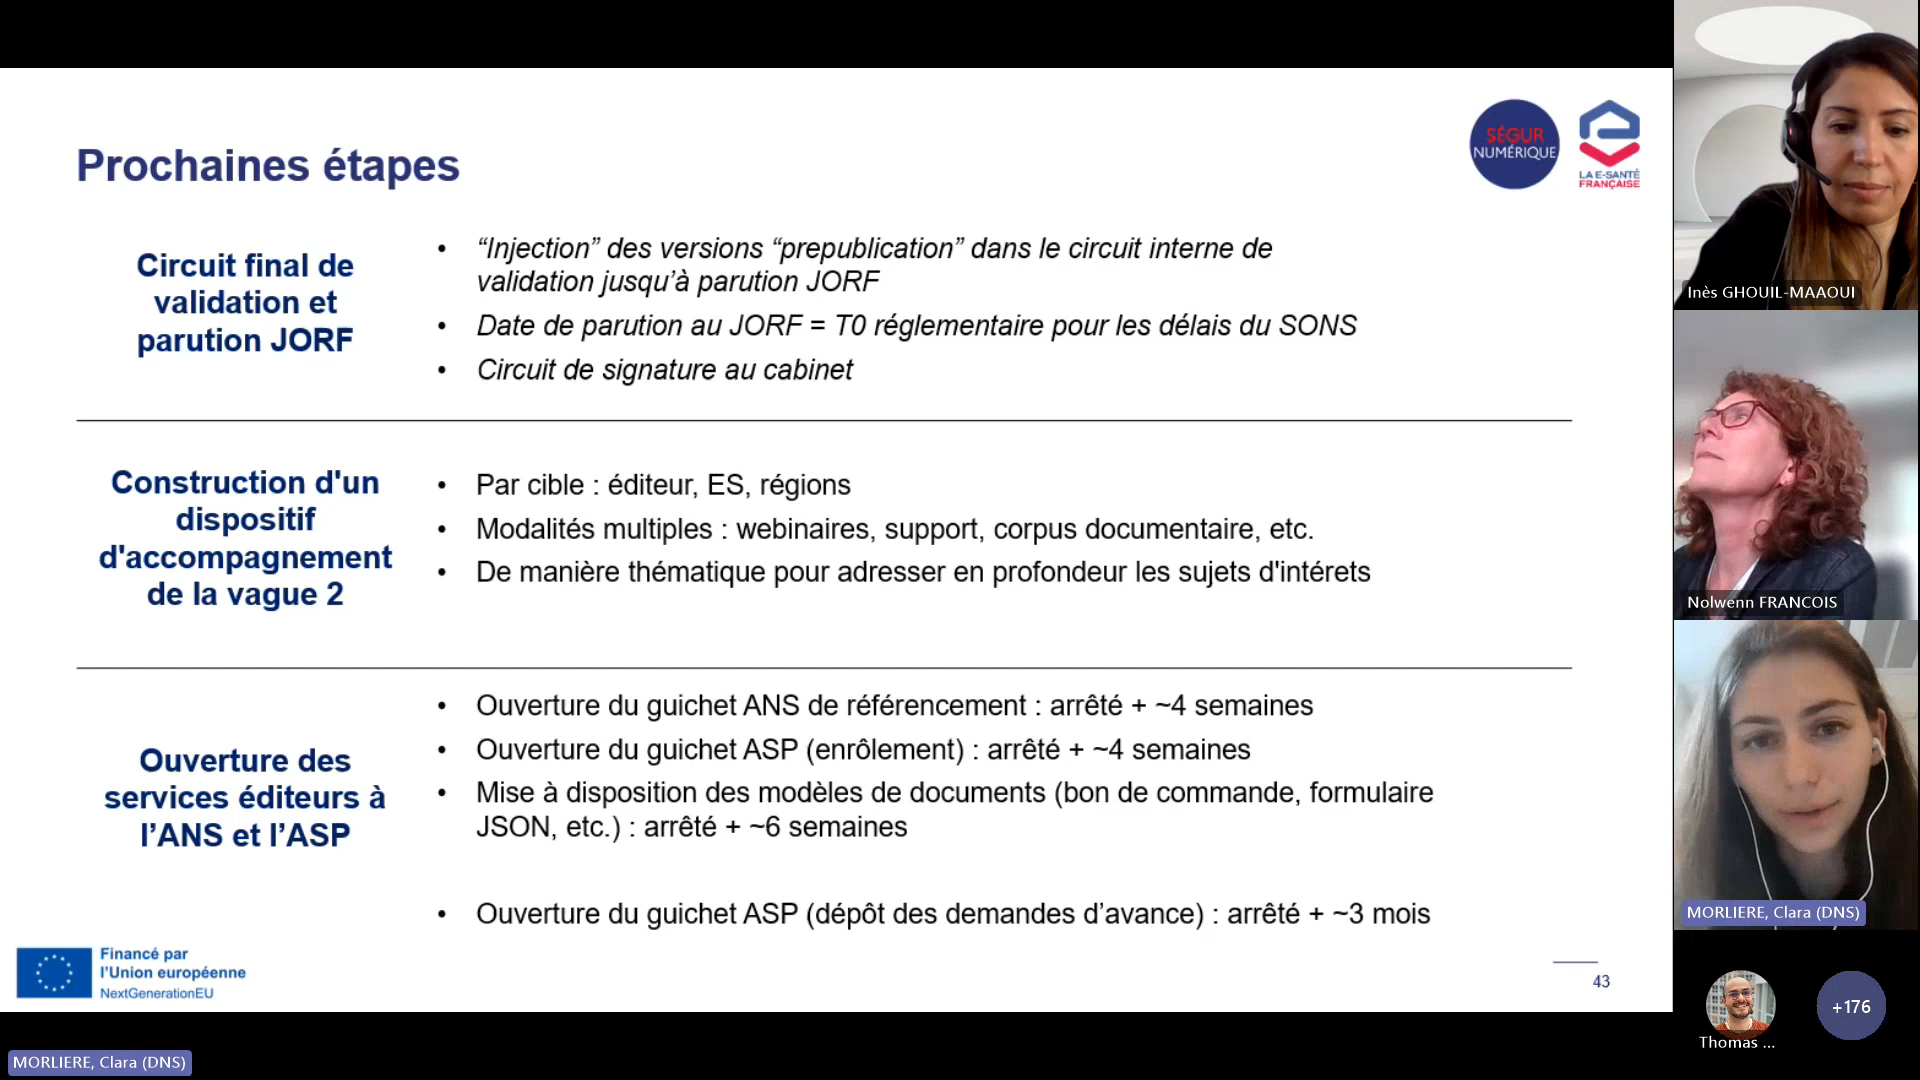 Prochaines étapes
SÉGUR
NUMÉRIQUE
LA E-SANTÉ
FRANÇAISE
Circuit final de
validation et
parution JORF
• “Injection” des versions “prepublication” dans le circuit interne de
validation jusqu’à parution JORF
• Date de parution au JORF = T0 réglementaire pour les délais du SONS
• Circuit de signature au cabinet
Construction d'un
dispositif
d'accompagnement
de la vague 2
• Par cible : éditeur, ES, régions
• Modalités multiples : webinaires, support, corpus documentaire, etc.
• De manière thématique pour adresser en profondeur les sujets d'intérets
Ouverture des
services éditeurs à
l’ANS et l’ASP
• Ouverture du guichet ANS de référencement : arrêté + ~4 semaines
• Ouverture du guichet ASP (enrôlement) : arrêté + ~4 semaines
• Mise à disposition des modèles de documents (bon de commande, formulaire
JSON, etc.) : arrêté + ~6 semaines
• Ouverture du guichet ASP (dépôt des demandes d’avance) : arrêté + ~3 mois
Financé par
l’Union européenne
NextGenerationEU
43
MORLIERE, Clara (DNS)
Inès GHOUIL-MAAOUI
Nolwenn FRANCOIS
MORLIERE, Clara (DNS)
Thomas ...
+176